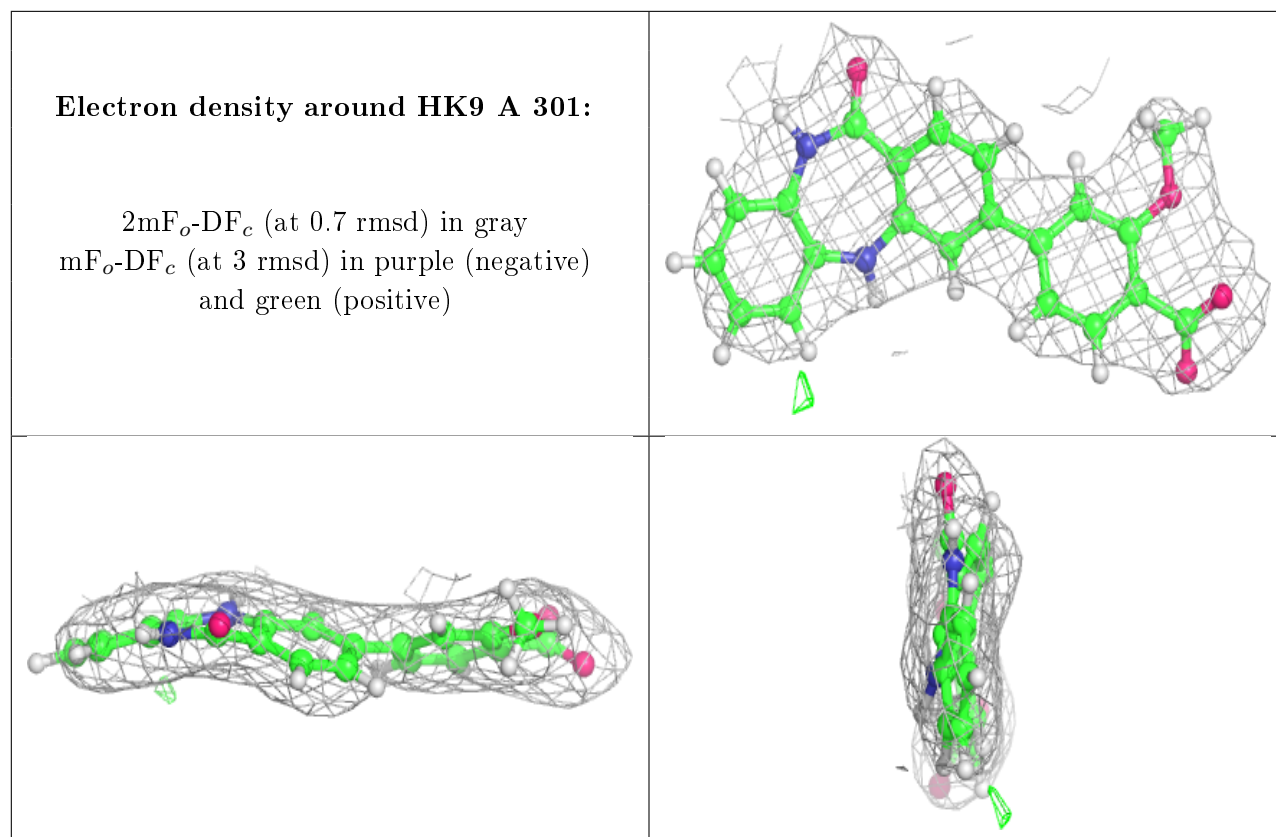 Electron density around HK9 A 301:
2mFₒ-DF𝒸 (at 0.7 rmsd) in gray
mFₒ-DF𝒸 (at 3 rmsd) in purple (negative)
and green (positive)